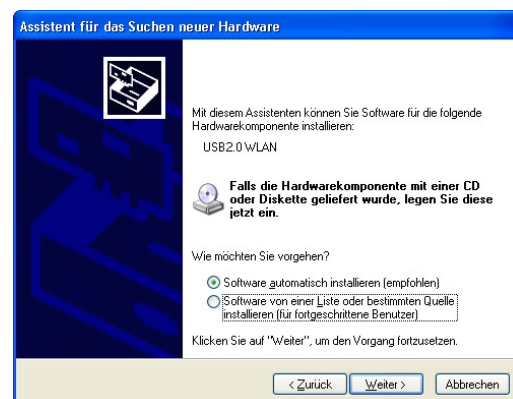 Assistent für das Suchen neuer Hardware
Mit diesem Assistenten können Sie Software für die folgende
Hardwarekomponente installieren:
USB2.0 WLAN
Falls die Hardwarekomponente mit einer CD
oder Diskette geliefert wurde, legen Sie diese
jetzt ein.
Wie möchten Sie vorgehen?
Software automatisch installieren (empfohlen)
Software von einer Liste oder bestimmten Quelle
installieren (für fortgeschrittene Benutzer)
Klicken Sie auf "Weiter", um den Vorgang fortzusetzen.
< Zurück Weiter > Abbrechen